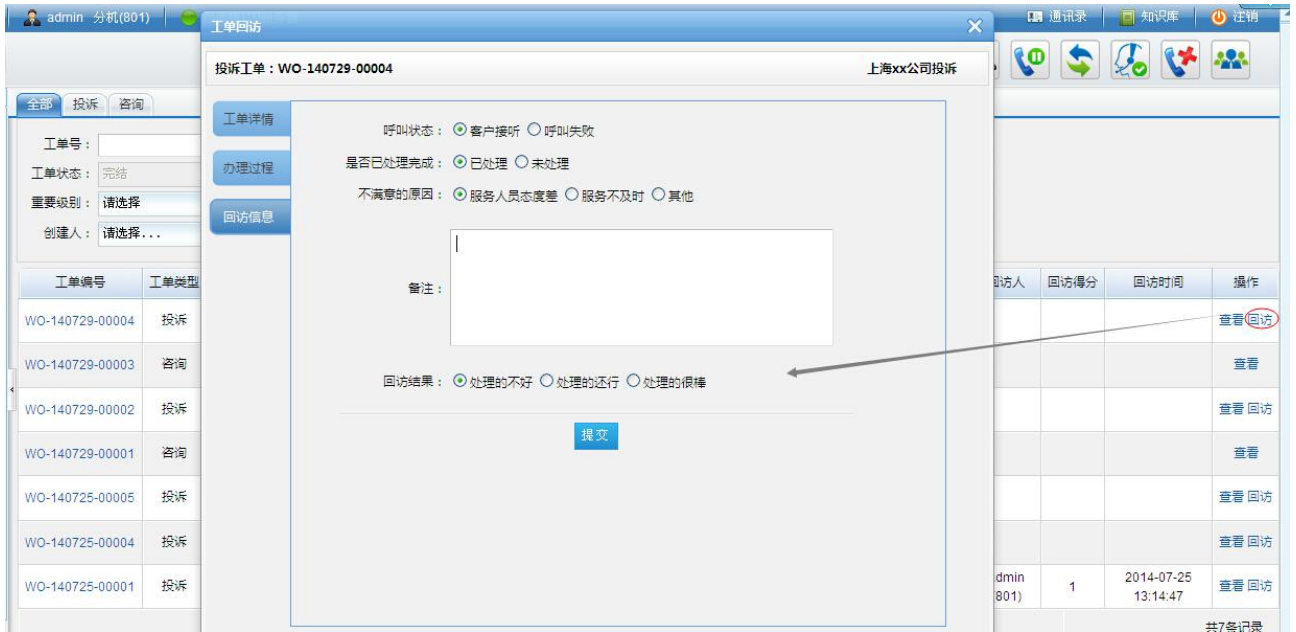 admin 分机(801)
工单回访
通讯录
知识库
注销
投诉工单：WO-140729-00004
上海xx公司投诉
全部
投诉
咨询
工单号：
工单状态：完结
重要级别：请选择
创建人：请选择...
工单详情
办理过程
回访信息
呼叫状态：客户接听 呼叫失败
是否已处理完成：已处理 未处理
不满意的原因：服务人员态度差 服务不及时 其他
备注：
回访结果：处理的不好 处理的还行 处理的很棒
提交
工单编号 工单类型 回访人 回访得分 回访时间 操作
WO-140729-00004 投诉 查看 回访
WO-140729-00003 咨询 查看
WO-140729-00002 投诉 查看 回访
WO-140729-00001 咨询 查看
WO-140725-00005 投诉 查看 回访
WO-140725-00004 投诉 查看 回访
WO-140725-00001 投诉 dmin 801) 1 2014-07-25 13:14:47 查看 回访
共7条记录